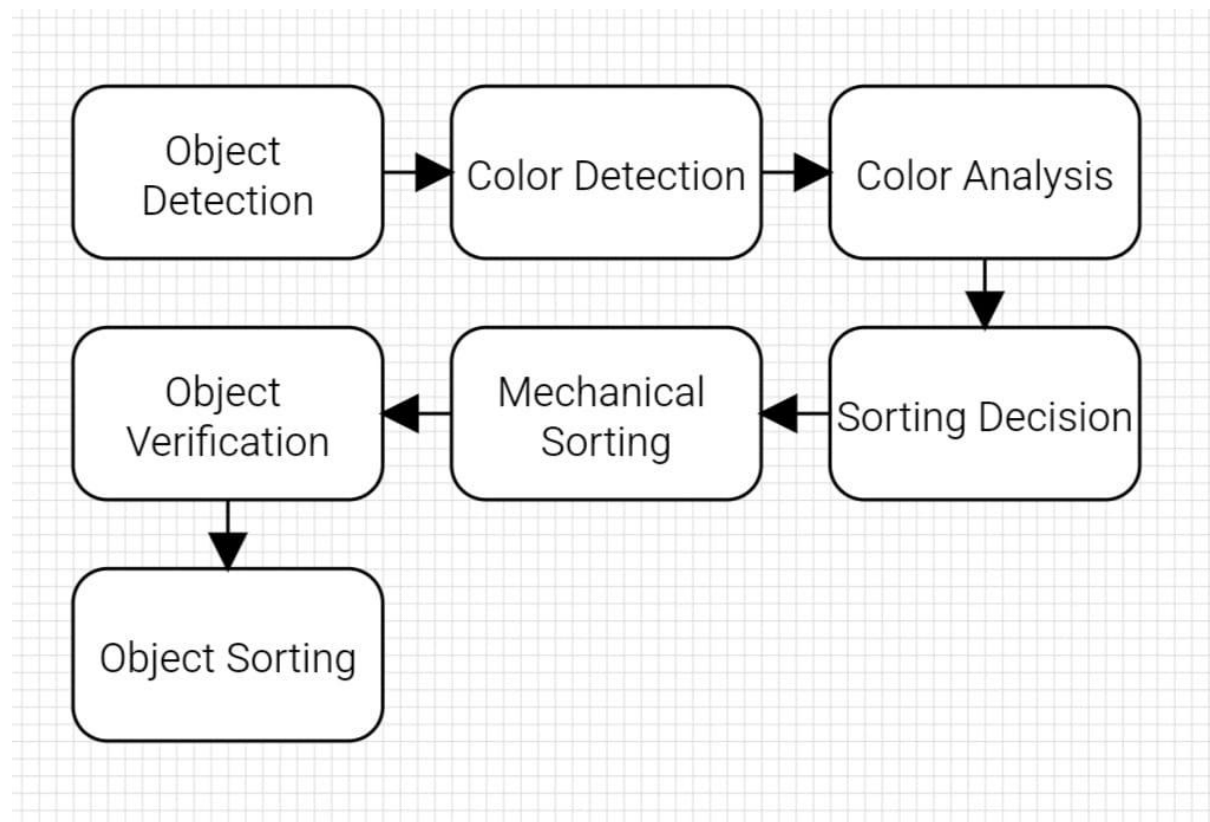 Object
Detection
Color Detection
Color Analysis
Sorting Decision
Mechanical
Sorting
Object
Verification
Object Sorting